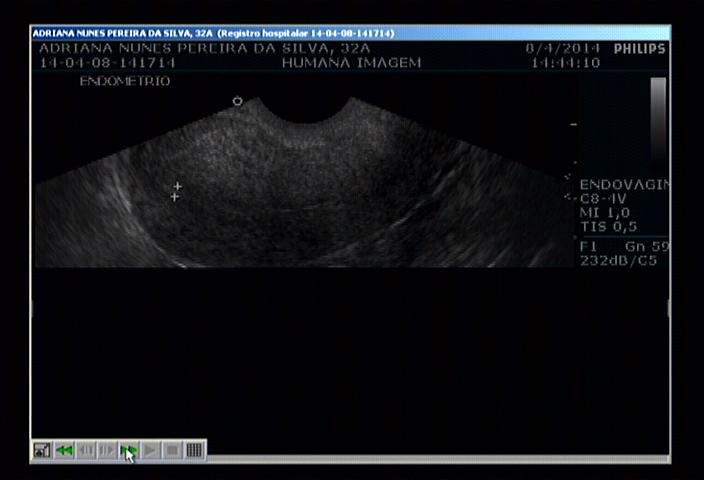 ADRIANA NUNES PEREIRA DA SILVA, 32A (Registro hospitalar 14-04-08-141714)
ADRIANA NUNES PEREIRA DA SILVA, 32A 8/4/2014 PHILIPS
14-04-08-141714 HUMANA IMAGEM 14:44:10
ENDOMETRIO
ENDOVAGIN
C8-4V
MI 1,0
TIS 0,5
F1 Gn 59
232dB/C5